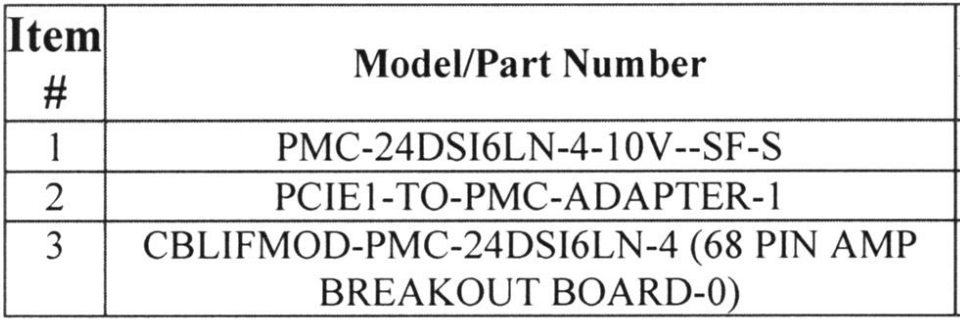 Item
#
Model/Part Number
1 PMC-24DSI6LN-4-10V--SF-S
2 PCIE1-TO-PMC-ADAPTER-1
3 CBLIFMOD-PMC-24DSI6LN-4 (68 PIN AMP
BREAKOUT BOARD-0)